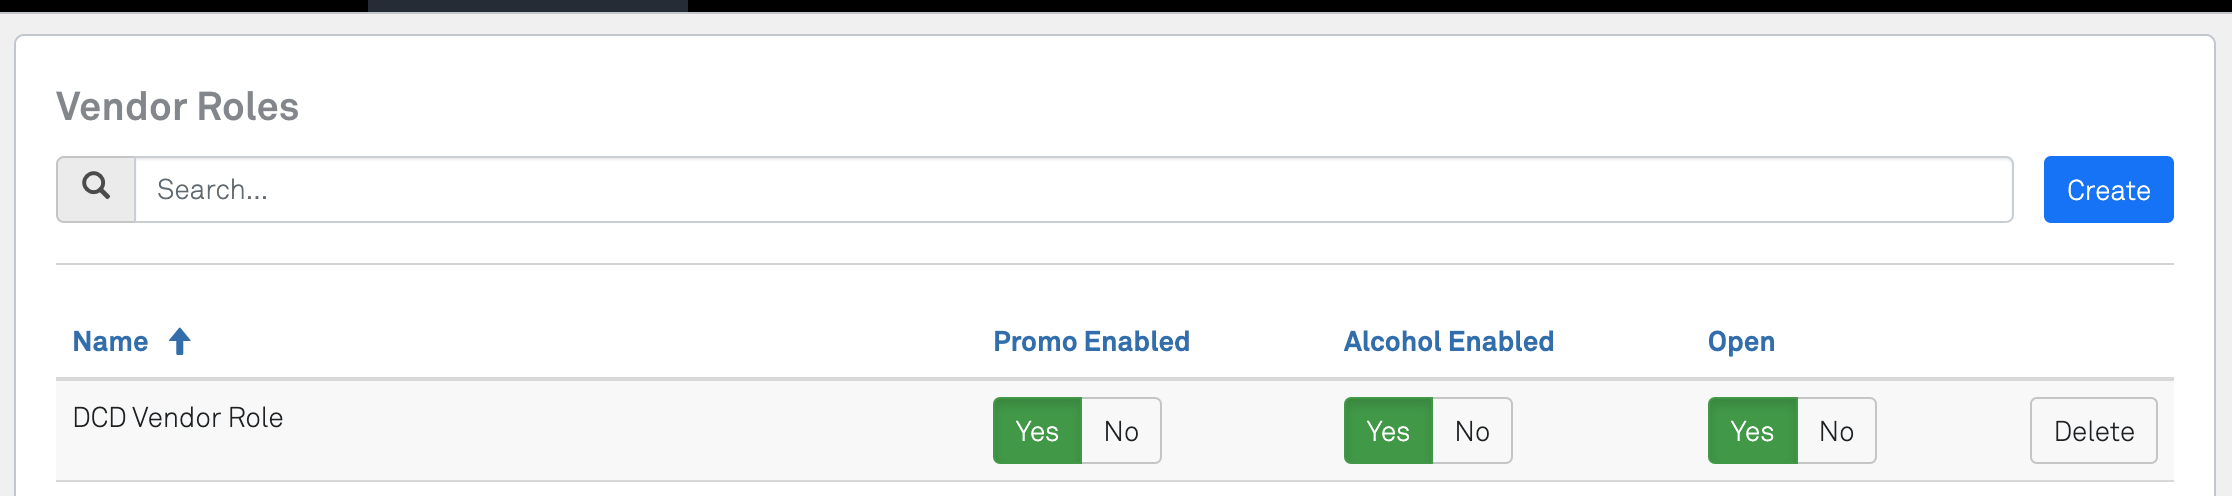 Vendor Roles
Search...
Create
Name Promo Enabled Alcohol Enabled Open
DCD Vendor Role Yes No Yes No Yes No Delete